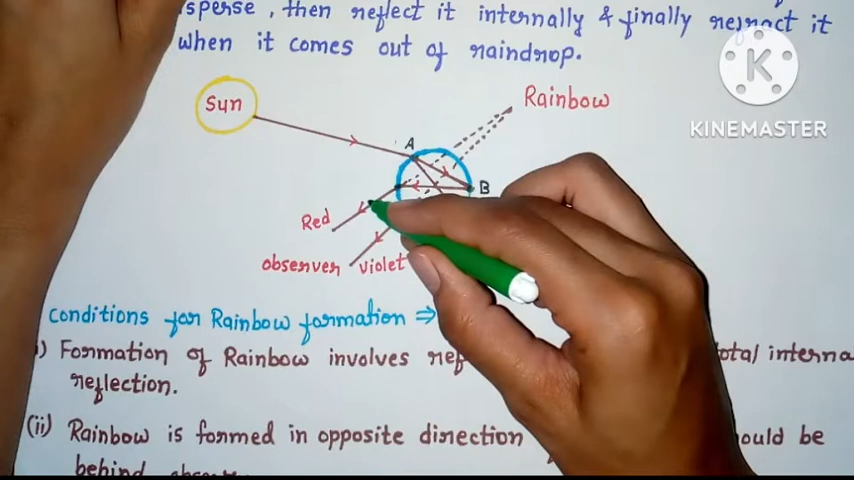 sperse, then reflect it internally & finally refract it
when it comes out of raindrop.
K
KINEMASTER
Sun
Rainbow
A
B
Red
observer violet
Conditions for Rainbow formation ⇒
i) Formation of Rainbow involves total interna
reflection.
(ii) Rainbow is formed in opposite direction ould be
behind